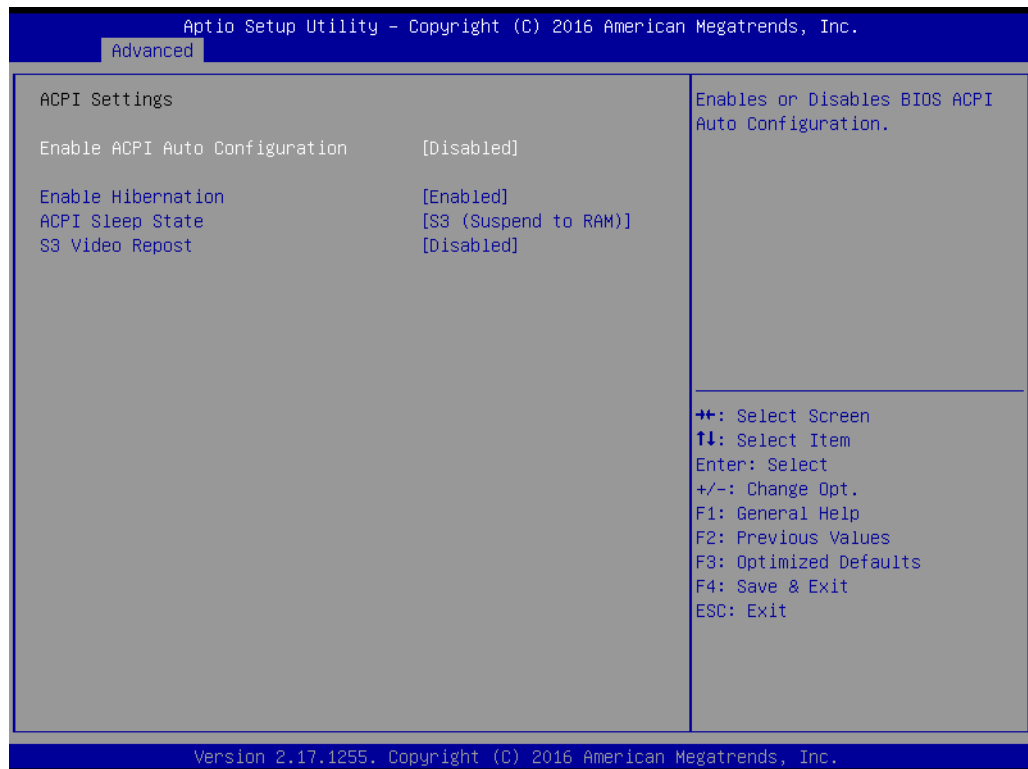 Aptio Setup Utility – Copyright (C) 2016 American Megatrends, Inc.
Advanced
ACPI Settings
Enable ACPI Auto Configuration [Disabled]
Enable Hibernation [Enabled]
ACPI Sleep State [S3 (Suspend to RAM)]
S3 Video Repost [Disabled]
Enables or Disables BIOS ACPI
Auto Configuration.
→←: Select Screen
↑↓: Select Item
Enter: Select
+/-: Change Opt.
F1: General Help
F2: Previous Values
F3: Optimized Defaults
F4: Save & Exit
ESC: Exit
Version 2.17.1255. Copyright (C) 2016 American Megatrends, Inc.